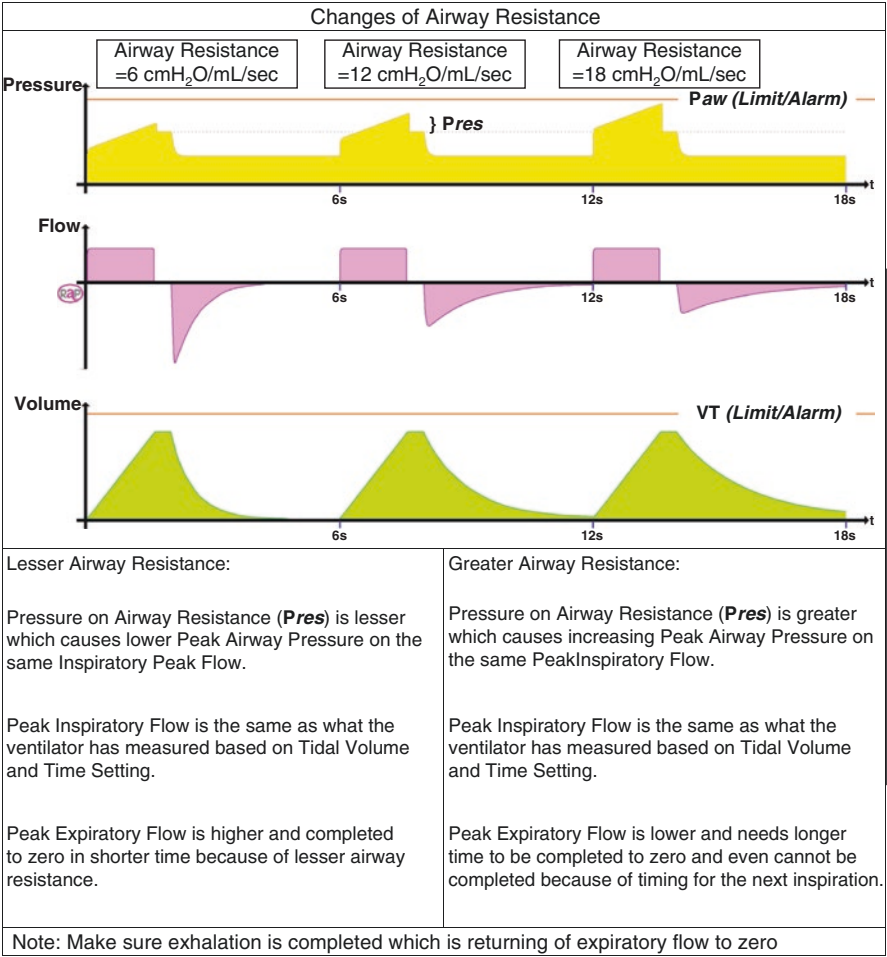 Changes of Airway Resistance
Airway Resistance
=6 cmH₂O/mL/sec
Airway Resistance
=12 cmH₂O/mL/sec
Airway Resistance
=18 cmH₂O/mL/sec
Pressure
Paw (Limit/Alarm)
} Pres
t
6s
12s
18s
Flow
t
6s
12s
18s
Volume
VT (Limit/Alarm)
t
6s
12s
18s
Lesser Airway Resistance:
Pressure on Airway Resistance (Pres) is lesser
which causes lower Peak Airway Pressure on the
same Inspiratory Peak Flow.
Peak Inspiratory Flow is the same as what the
ventilator has measured based on Tidal Volume
and Time Setting.
Peak Expiratory Flow is higher and completed
to zero in shorter time because of lesser airway
resistance.
Greater Airway Resistance:
Pressure on Airway Resistance (Pres) is greater
which causes increasing Peak Airway Pressure on
the same PeakInspiratory Flow.
Peak Inspiratory Flow is the same as what the
ventilator has measured based on Tidal Volume
and Time Setting.
Peak Expiratory Flow is lower and needs longer
time to be completed to zero and even cannot be
completed because of timing for the next inspiration.
Note: Make sure exhalation is completed which is returning of expiratory flow to zero